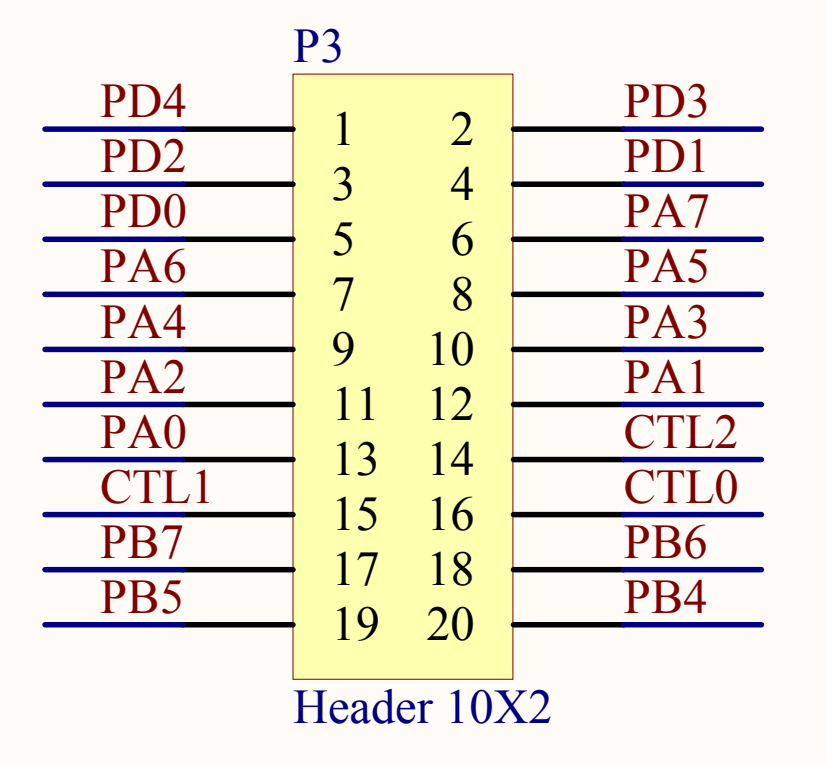 P3
PD4 1 2 PD3
PD2 3 4 PD1
PD0 5 6 PA7
PA6 7 8 PA5
PA4 9 10 PA3
PA2 11 12 PA1
PA0 13 14 CTL2
CTL1 15 16 CTL0
PB7 17 18 PB6
PB5 19 20 PB4
Header 10X2